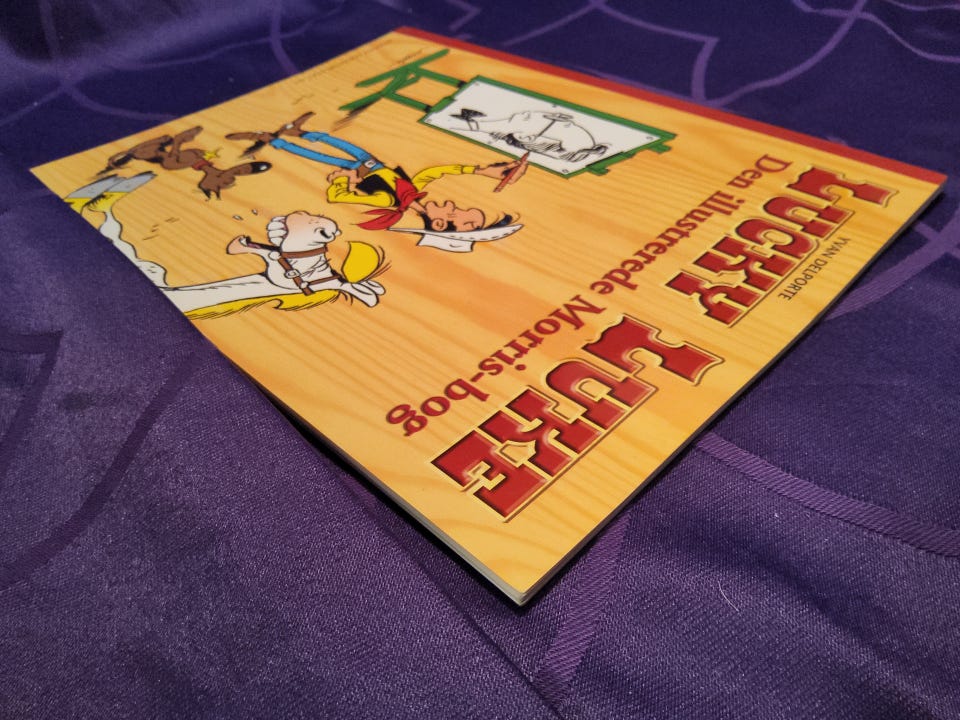 YVAN DELPORTE
LUCKY LUKE
Den illustrerede Morris-bog